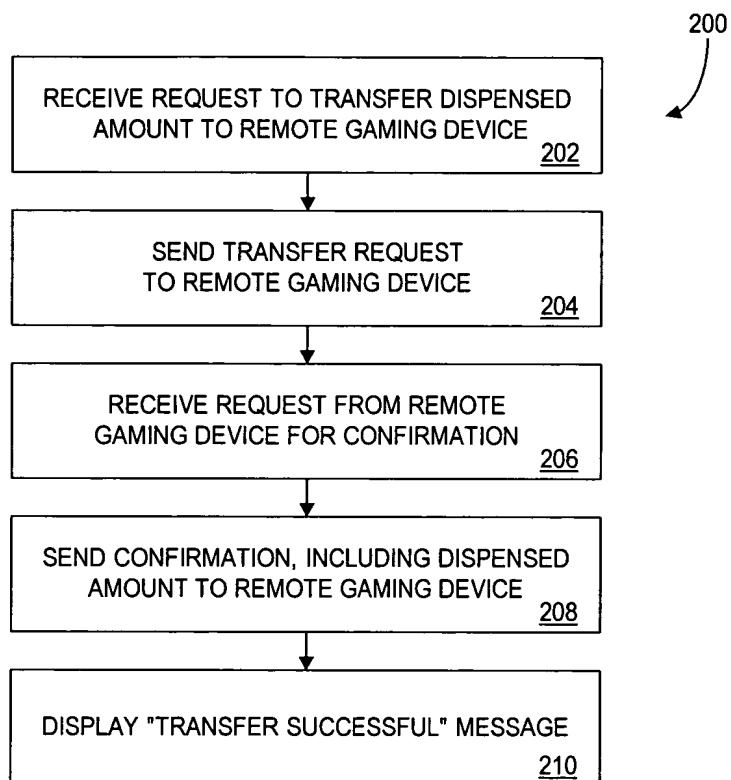 200
RECEIVE REQUEST TO TRANSFER DISPENSED
AMOUNT TO REMOTE GAMING DEVICE
202
SEND TRANSFER REQUEST
TO REMOTE GAMING DEVICE
204
RECEIVE REQUEST FROM REMOTE
GAMING DEVICE FOR CONFIRMATION
206
SEND CONFIRMATION, INCLUDING DISPENSED
AMOUNT TO REMOTE GAMING DEVICE
208
DISPLAY "TRANSFER SUCCESSFUL" MESSAGE
210